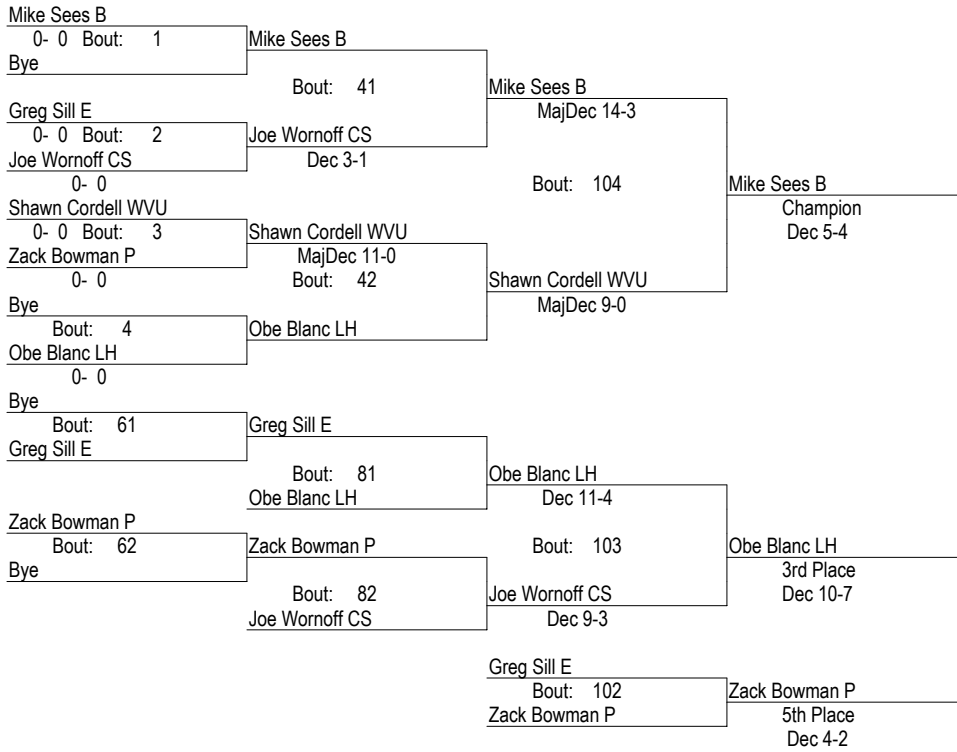 Mike Sees B
0- 0 Bout: 1
Mike Sees B
Bye
Bout: 41
Mike Sees B
Greg Sill E
MajDec 14-3
0- 0 Bout: 2
Joe Wornoff CS
Joe Wornoff CS
Dec 3-1
0- 0
Bout: 104
Mike Sees B
Shawn Cordell WVU
Champion
0- 0 Bout: 3
Shawn Cordell WVU
Dec 5-4
Zack Bowman P
MajDec 11-0
0- 0
Bout: 42
Shawn Cordell WVU
Bye
MajDec 9-0
Bout: 4
Obe Blanc LH
Obe Blanc LH
0- 0
Bye
Bout: 61
Greg Sill E
Greg Sill E
Bout: 81
Obe Blanc LH
Obe Blanc LH
Dec 11-4
Zack Bowman P
Bout: 62
Zack Bowman P
Bout: 103
Obe Blanc LH
Bye
3rd Place
Bout: 82
Joe Wornoff CS
Dec 10-7
Joe Wornoff CS
Dec 9-3
Greg Sill E
Bout: 102
Zack Bowman P
Zack Bowman P
5th Place
Dec 4-2